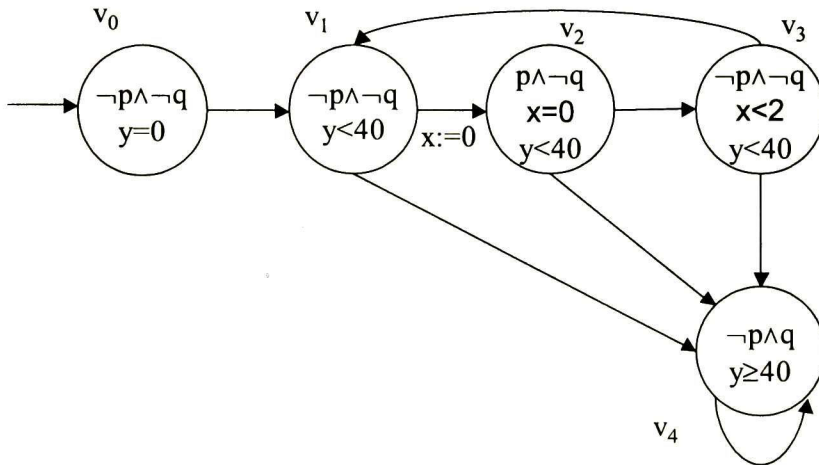 v₀
¬p∧¬q
y=0
v₁
¬p∧¬q
y<40
x:=0
v₂
p∧¬q
x=0
y<40
v₃
¬p∧¬q
x<2
y<40
¬p∧q
y≥40
v₄